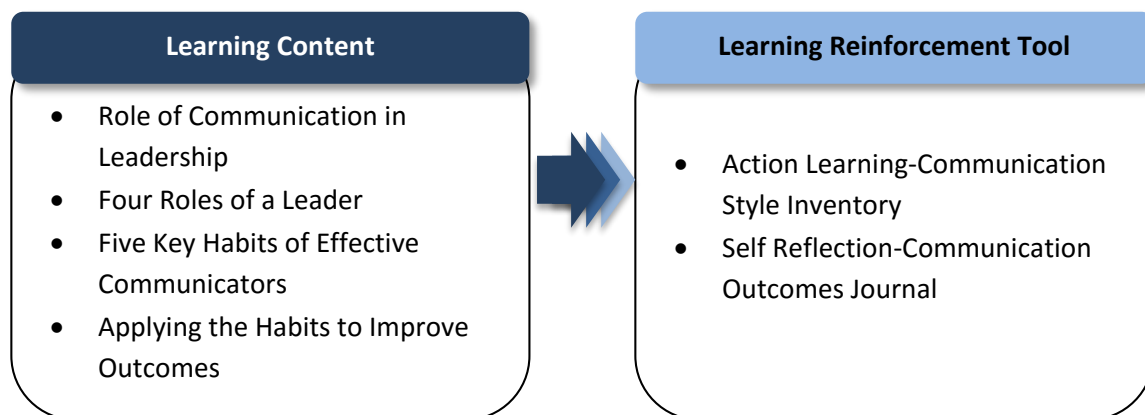 Learning Content
• Role of Communication in
Leadership
• Four Roles of a Leader
• Five Key Habits of Effective
Communicators
• Applying the Habits to Improve
Outcomes
Learning Reinforcement Tool
• Action Learning-Communication
Style Inventory
• Self Reflection-Communication
Outcomes Journal